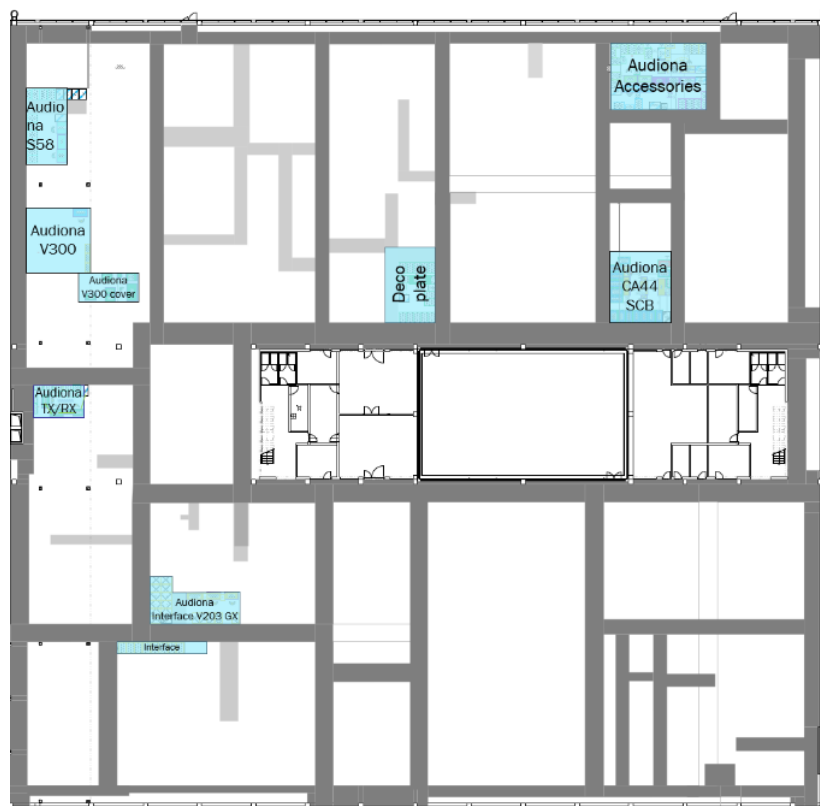 Audiona
Accessories
Audio
na
S58
Audiona
V300
Audiona
V300 cover
Deco
plate
Audiona
CA44
SCB
Audiona
TX/RX
Audiona
Interface V203 GX
Interface